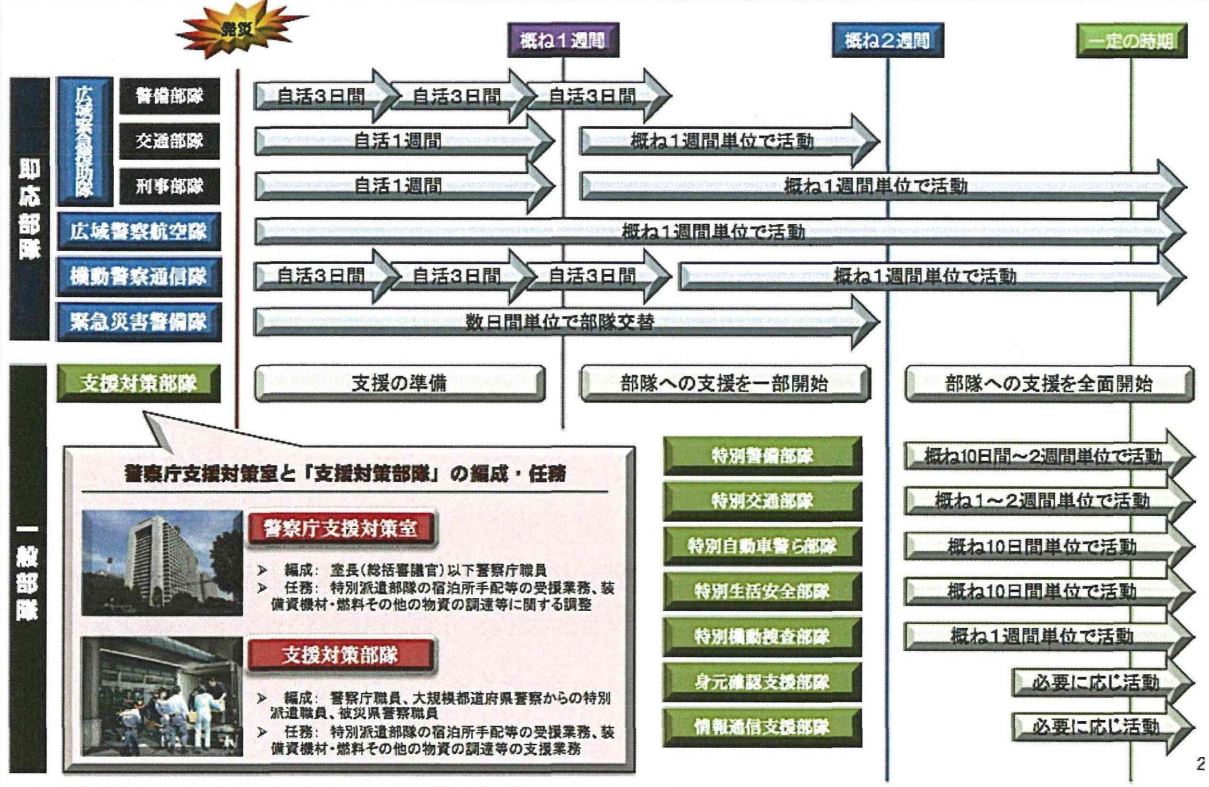 発災
概ね1週間
概ね2週間
一定の時期
即応部隊
広域緊急援助隊
警備部隊
自活3日間
自活3日間
自活3日間
交通部隊
自活1週間
概ね1週間単位で活動
刑事部隊
自活1週間
概ね1週間単位で活動
広域警察航空隊
概ね1週間単位で活動
機動警察通信隊
自活3日間
自活3日間
自活3日間
概ね1週間単位で活動
緊急災害警備隊
数日間単位で部隊交替
一般部隊
支援対策部隊
支援の準備
部隊への支援を一部開始
部隊への支援を全面開始
警察庁支援対策室と「支援対策部隊」の編成・任務
警察庁支援対策室
➢ 編成: 室長(総括審議官)以下警察庁職員
➢ 任務: 特別派遣部隊の宿泊所手配等の受援業務、装
備資機材・燃料その他の物資の調達等に関する調整
支援対策部隊
➢ 編成: 警察庁職員、大規模都道府県警察からの特別
派遣職員、被災県警察職員
➢ 任務: 特別派遣部隊の宿泊所手配等の受援業務、装
備資機材・燃料その他の物資の調達等の支援業務
特別警備部隊
概ね10日間~2週間単位で活動
特別交通部隊
概ね1~2週間単位で活動
特別自動車警ら部隊
概ね10日間単位で活動
特別生活安全部隊
概ね10日間単位で活動
特別機動捜査部隊
概ね1週間単位で活動
身元確認支援部隊
必要に応じ活動
情報通信支援部隊
必要に応じ活動
2